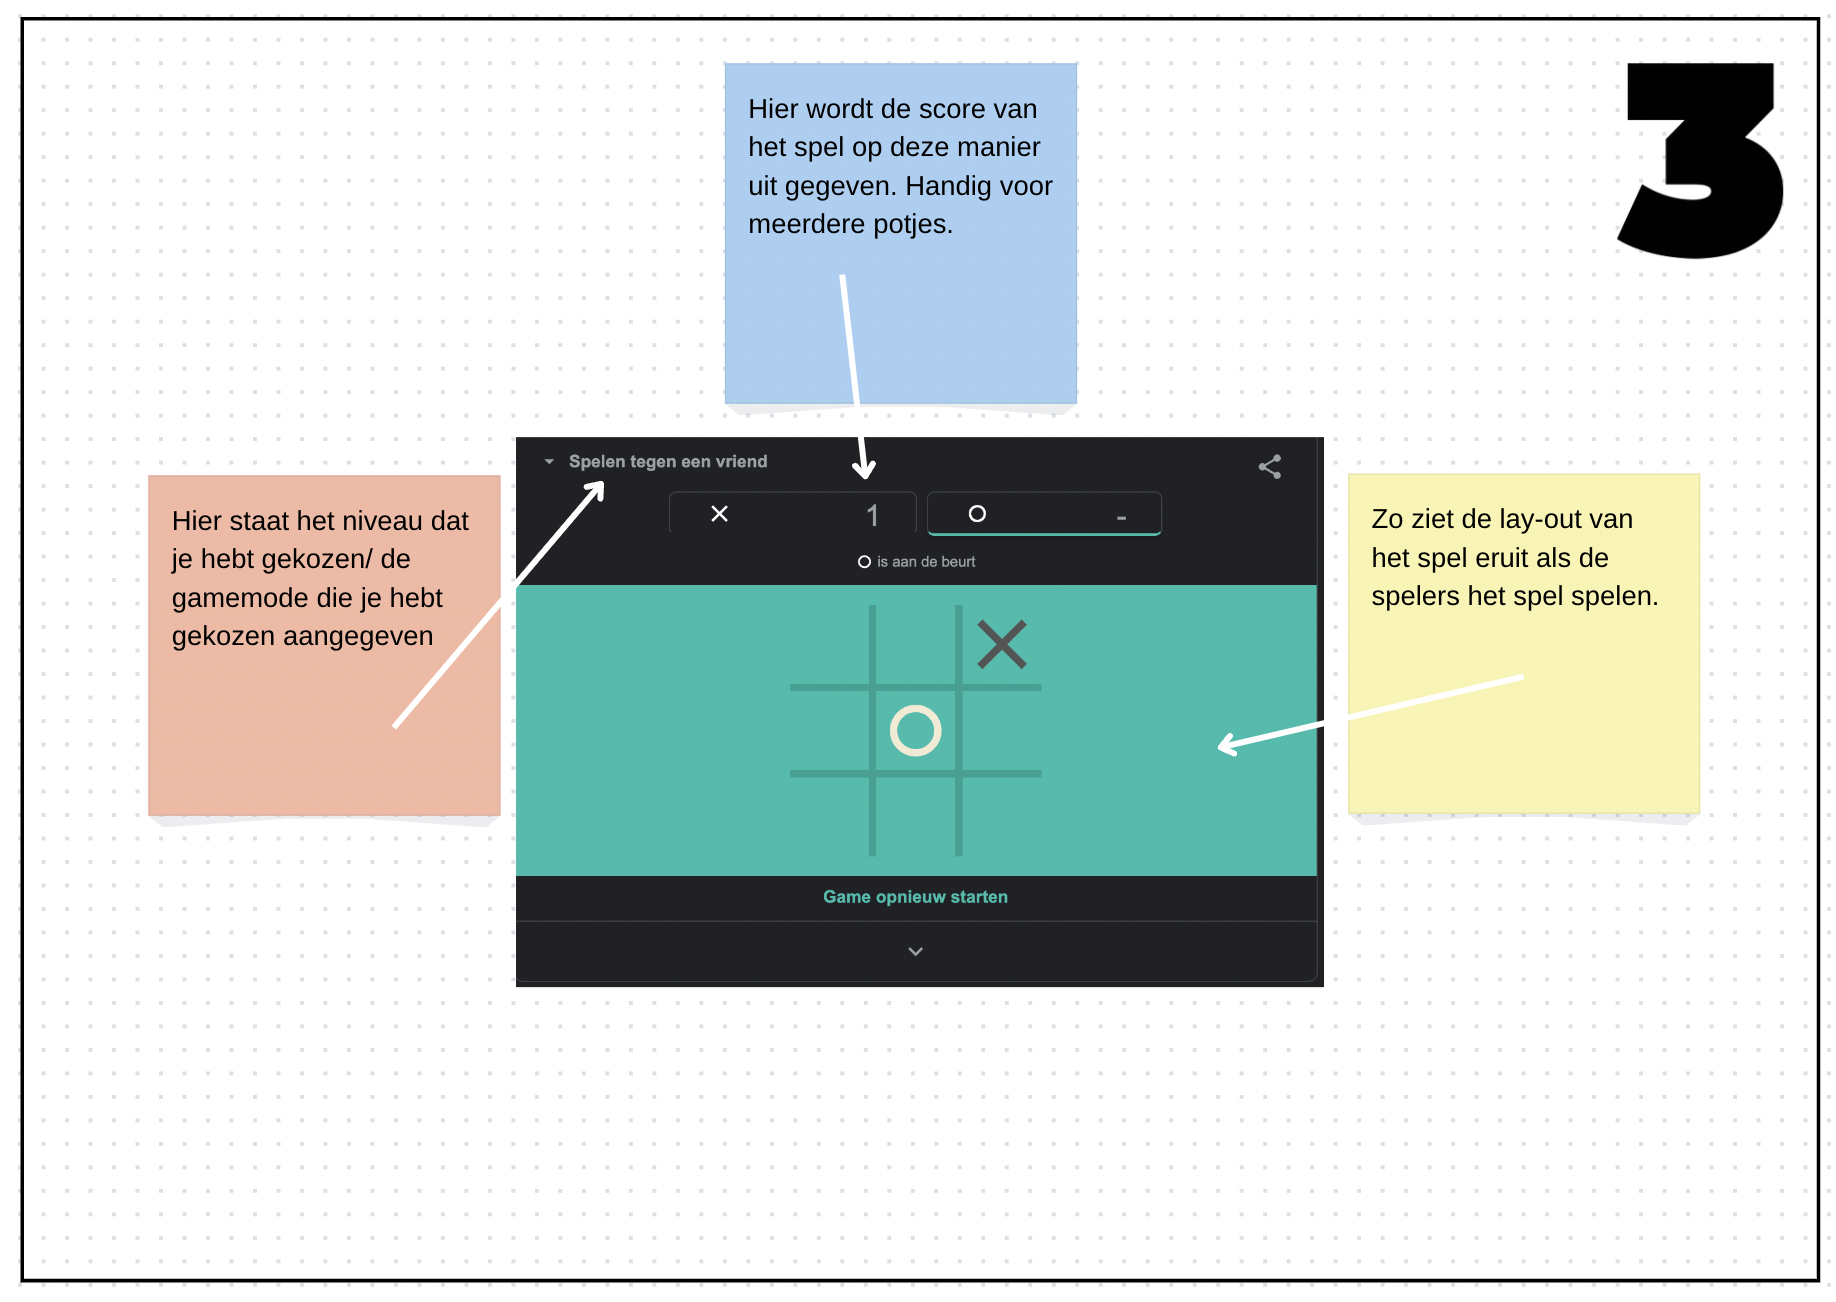 3
Hier wordt de score van
het spel op deze manier
uit gegeven. Handig voor
meerdere potjes.
Hier staat het niveau dat
je hebt gekozen/ de
gamemode die je hebt
gekozen aangegeven
Spelen tegen een vriend
1
-
is aan de beurt
Game opnieuw starten
Zo ziet de lay-out van
het spel eruit als de
spelers het spel spelen.